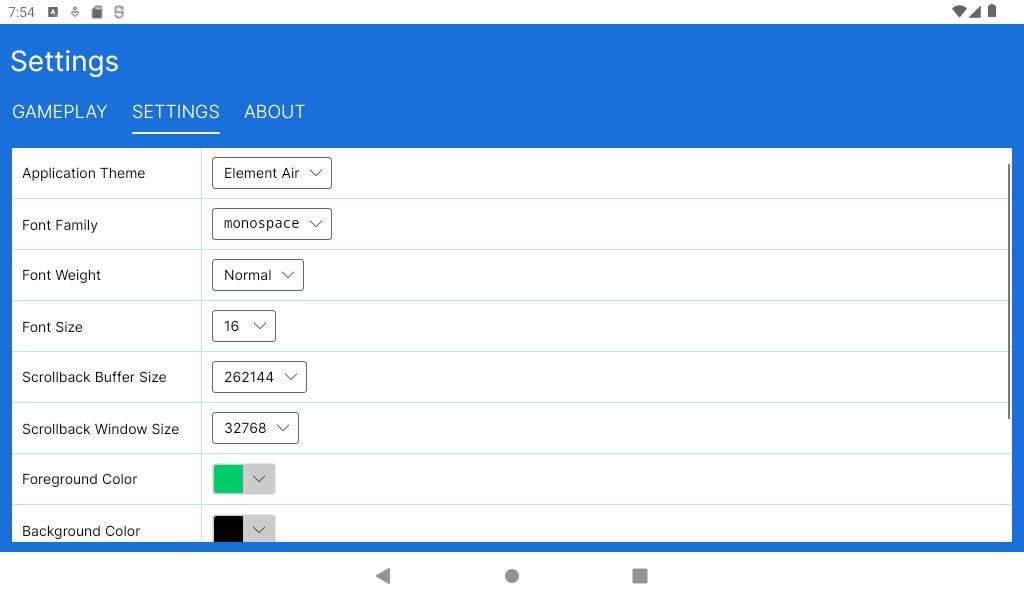 7:54
Settings
GAMEPLAY SETTINGS ABOUT
Application Theme Element Air
Font Family monospace
Font Weight Normal
Font Size 16
Scrollback Buffer Size 262144
Scrollback Window Size 32768
Foreground Color
Background Color